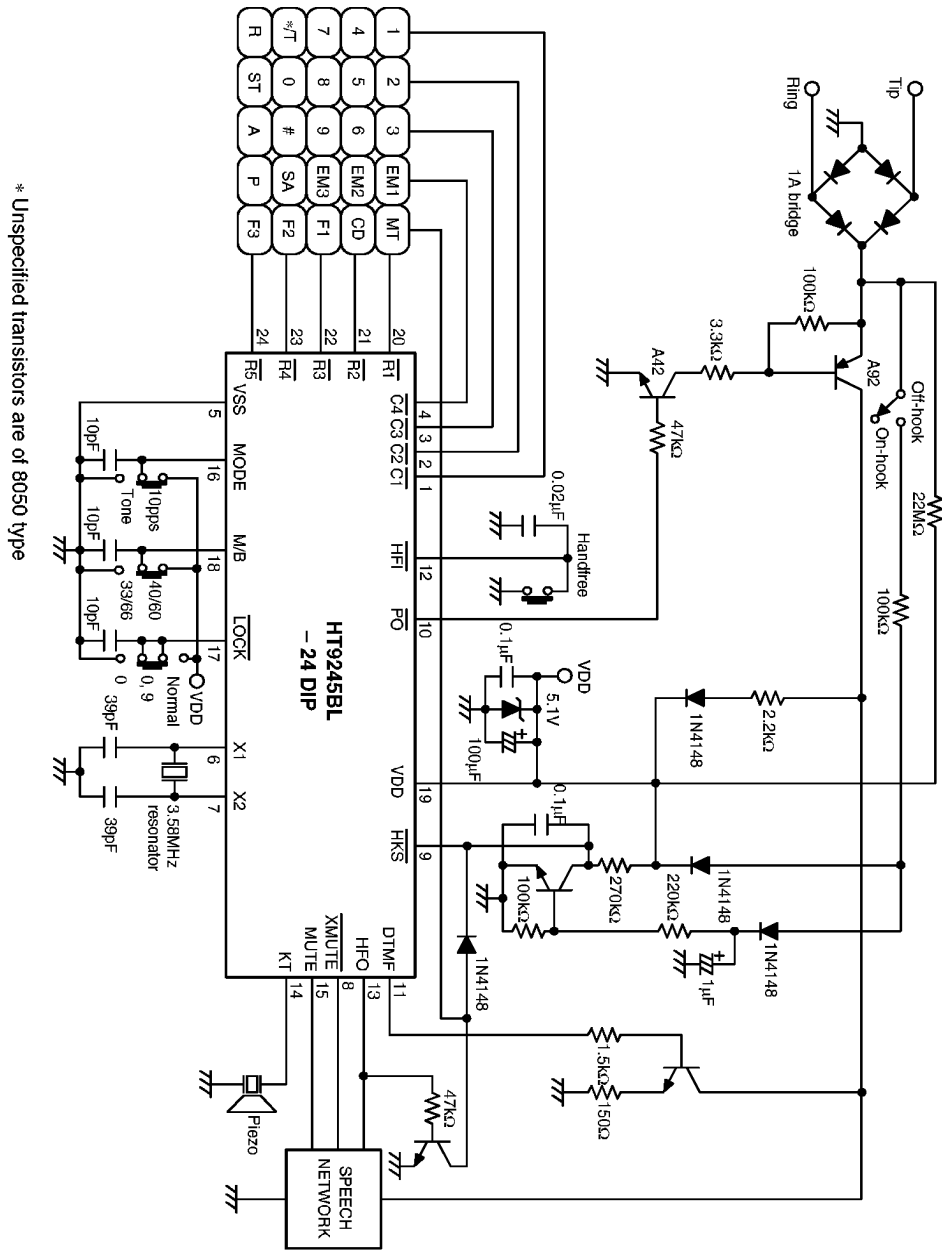 Tip
Ring
1A bridge
100kΩ
A92
Off-hook
On-hook
22MΩ
100kΩ
3.3kΩ
A42
47kΩ
0.02µF
Handfree
0.1µF
VDD
5.1V
100µF
+
1N4148
2.2kΩ
0.1µF
270kΩ
100kΩ
220kΩ
1N4148
1N4148
+
1µF
1N4148
1.5kΩ
150Ω
47kΩ
1 2 3 EM1 MT
4 5 6 EM2 CD
7 8 9 EM3 F1
*/T 0 # SA F2
R ST A P F3
20 21 22 23 24
R1 R2 R3 R4 R5
4 3 2 1 12 10 19 9
C4 C3 C2 C1 HFI PO VDD HKS
HT9245BL
– 24 DIP
DTMF 11
HFO 13
XMUTE 8
MUTE 15
KT 14
VSS MODE M/B LOCK X1 X2
5 16 18 17 6 7
10pF
10pps
Tone
10pF
40/60
33/66
10pF
Normal
0, 9
0
VDD
39pF
39pF
3.58MHz
resonator
Piezo
SPEECH
NETWORK
* Unspecified transistors are of 8050 type